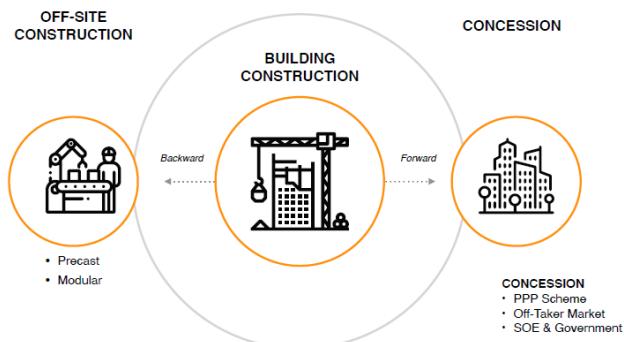 OFF-SITE
CONSTRUCTION
BUILDING
CONSTRUCTION
CONCESSION
Backward
Forward
• Precast
• Modular
CONCESSION
• PPP Scheme
• Off-Taker Market
• SOE & Government